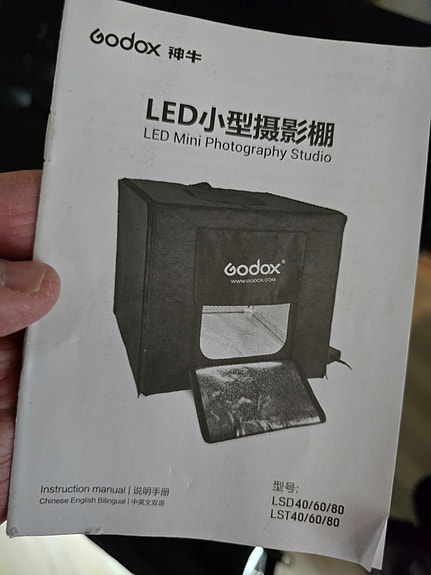 Godox 神牛
LED小型摄影棚
LED Mini Photography Studio
Godox®
WWW.GODOX.COM
Instruction manual | 说明手册
Chinese English Bilingual | 中英文双语
型号:
LSD40/60/80
LST40/60/80